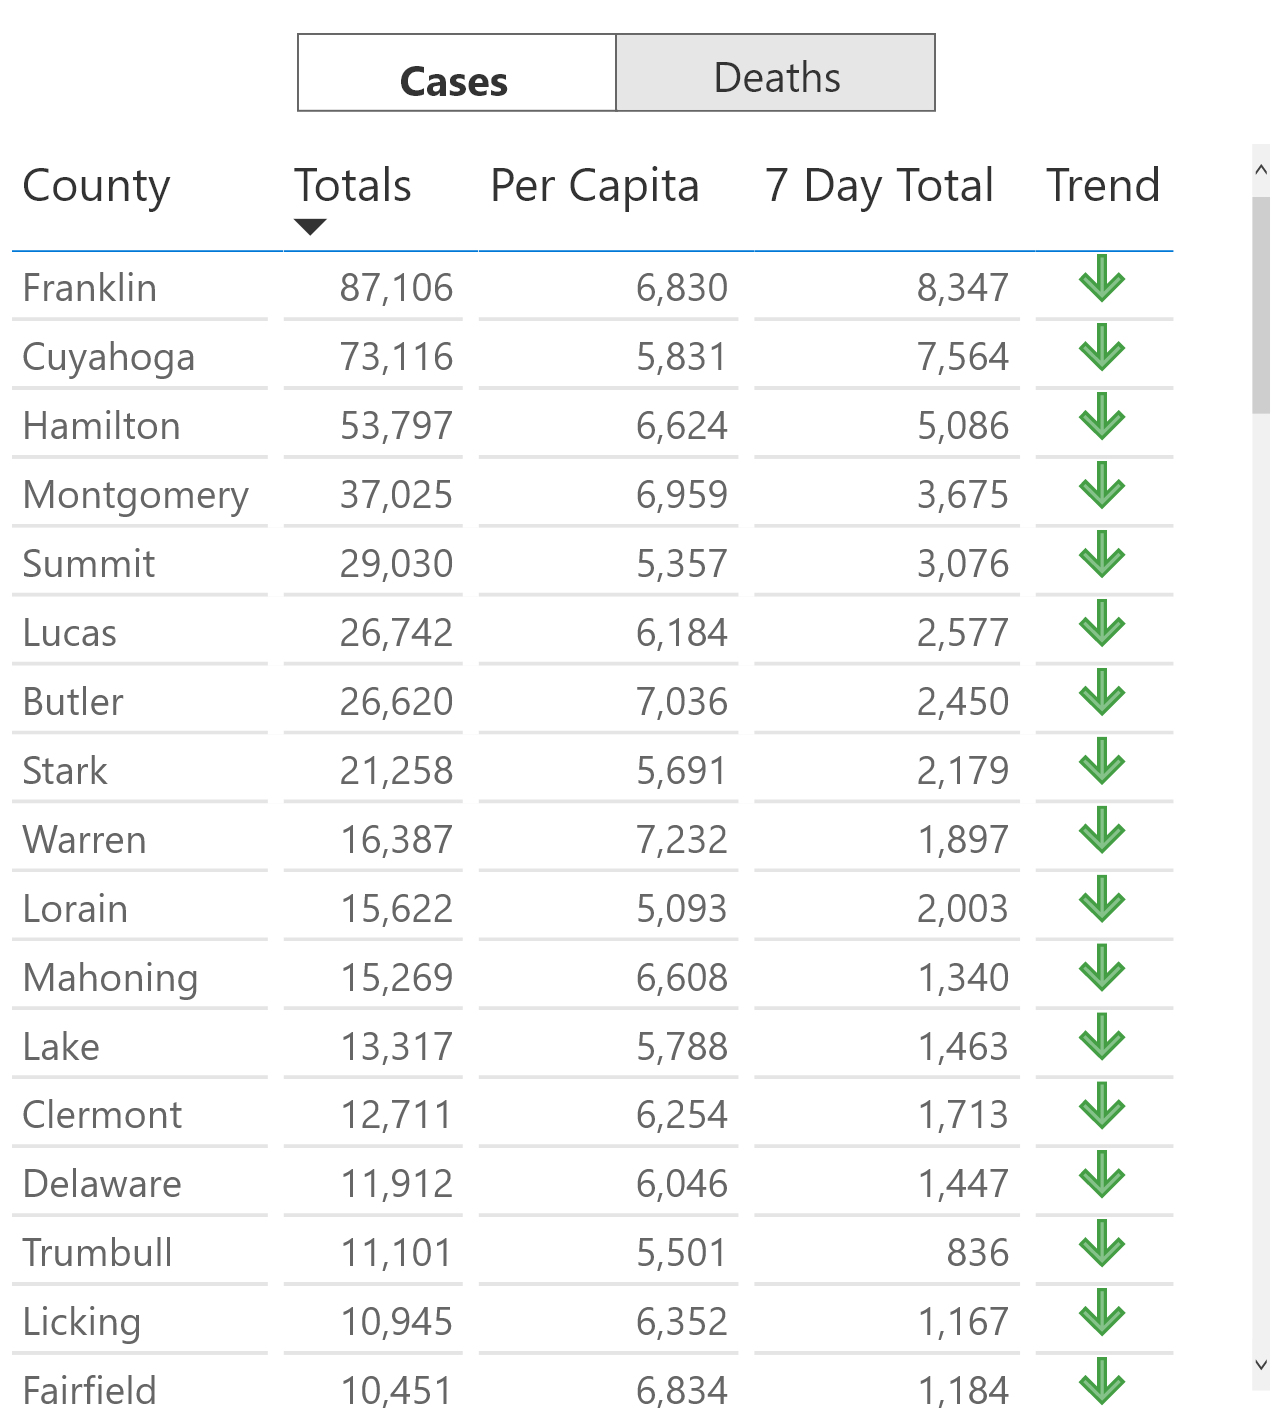 Cases Deaths
County Totals Per Capita 7 Day Total Trend
Franklin 87,106 6,830 8,347
Cuyahoga 73,116 5,831 7,564
Hamilton 53,797 6,624 5,086
Montgomery 37,025 6,959 3,675
Summit 29,030 5,357 3,076
Lucas 26,742 6,184 2,577
Butler 26,620 7,036 2,450
Stark 21,258 5,691 2,179
Warren 16,387 7,232 1,897
Lorain 15,622 5,093 2,003
Mahoning 15,269 6,608 1,340
Lake 13,317 5,788 1,463
Clermont 12,711 6,254 1,713
Delaware 11,912 6,046 1,447
Trumbull 11,101 5,501 836
Licking 10,945 6,352 1,167
Fairfield 10,451 6,834 1,184